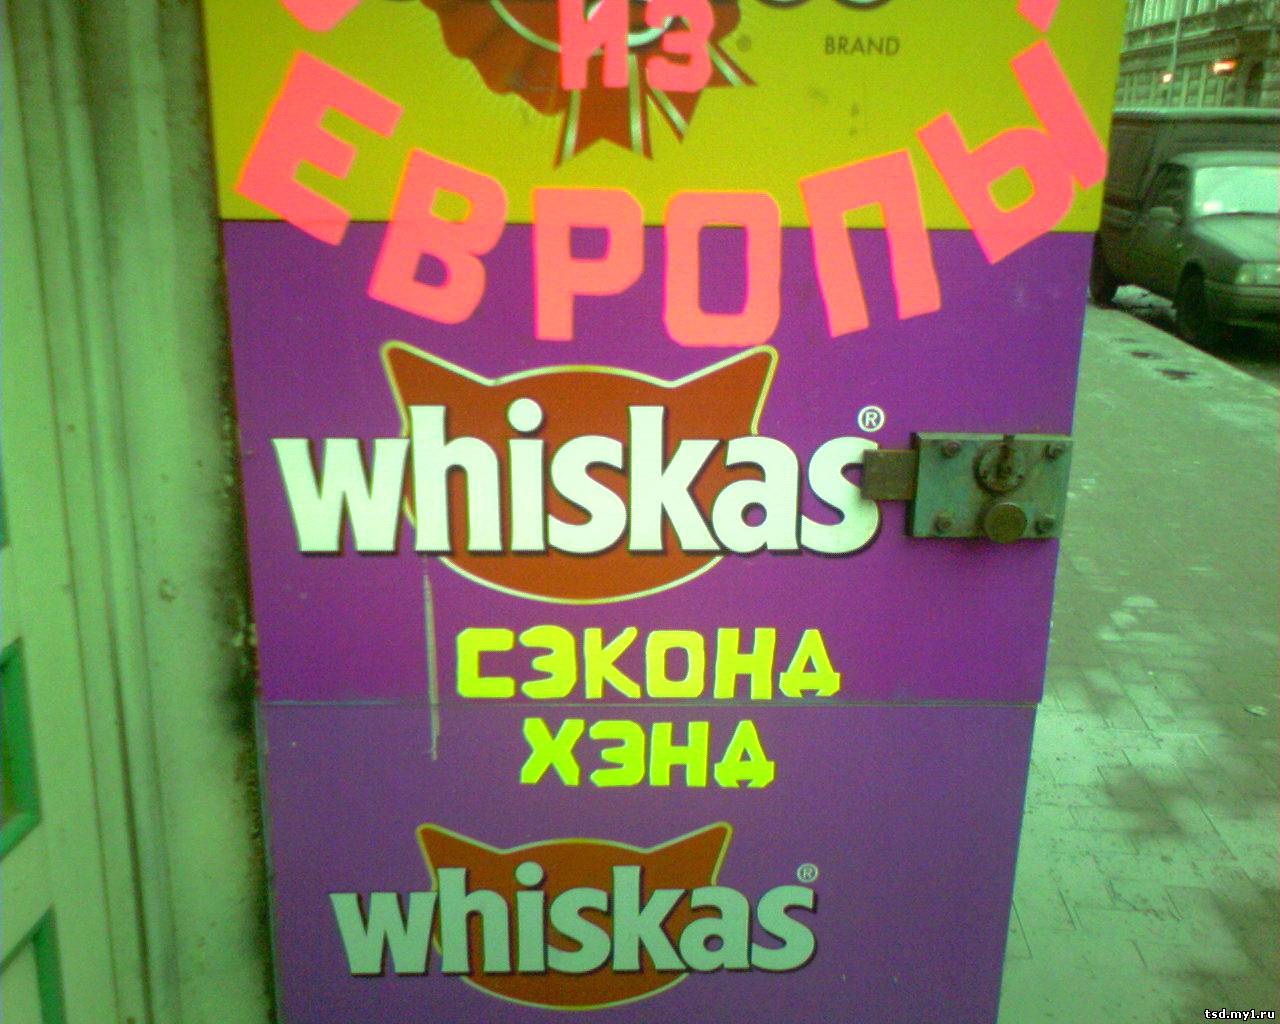 BRAND
ИЗ
ЕВРОПЫ
whiskas®
СЭКОНД
ХЭНД
whiskas®
tsd.my1.ru